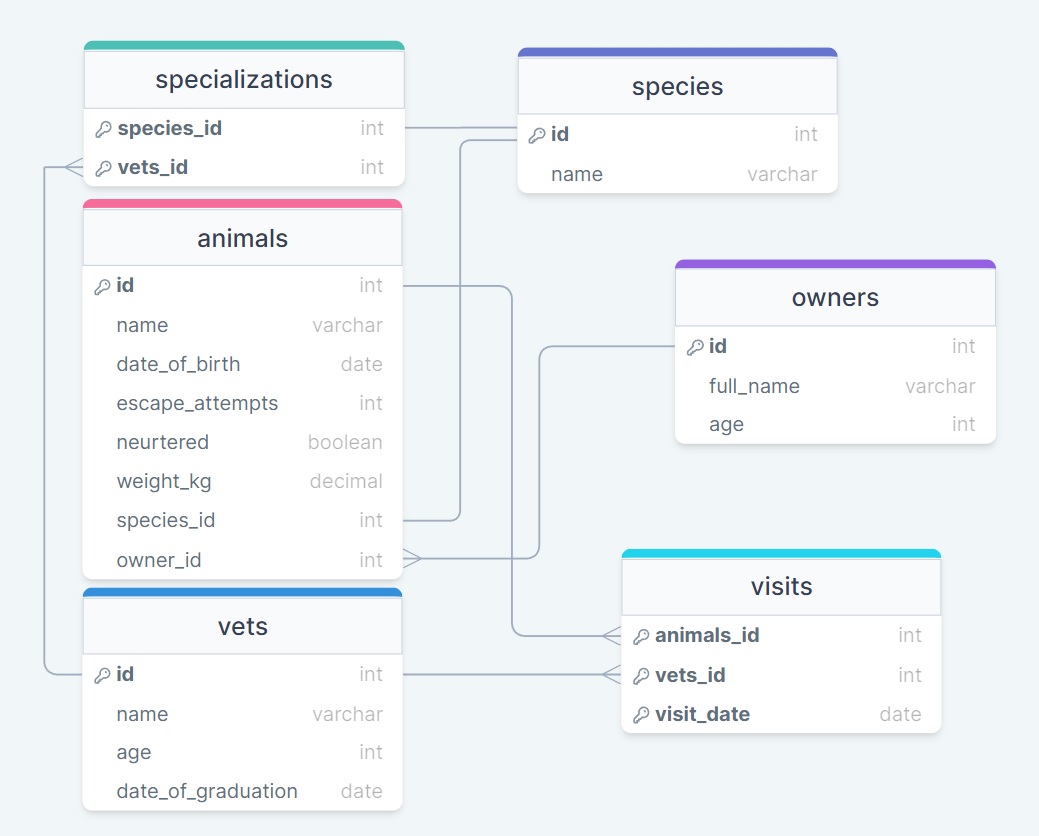 specializations
species_id int
vets_id int
species
id int
name varchar
animals
id int
name varchar
date_of_birth date
escape_attempts int
neurtered boolean
weight_kg decimal
species_id int
owner_id int
owners
id int
full_name varchar
age int
vets
id int
name varchar
age int
date_of_graduation date
visits
animals_id int
vets_id int
visit_date date